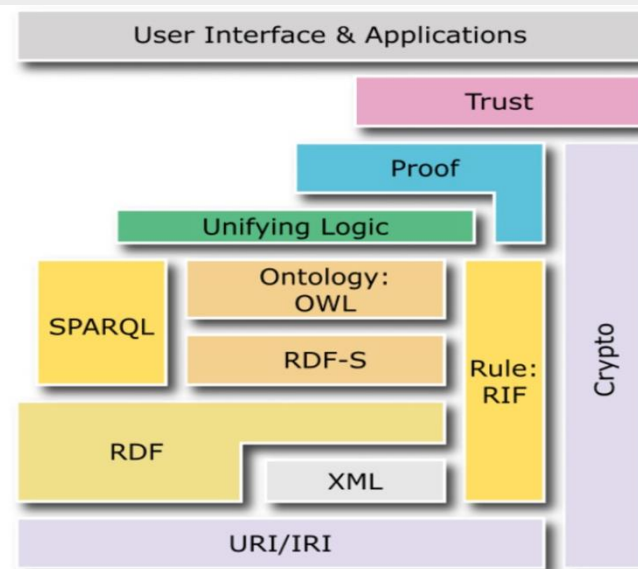 User Interface & Applications
Trust
Proof
Unifying Logic
Ontology:
OWL
SPARQL
RDF-S
Rule:
RIF
Crypto
RDF
XML
URI/IRI